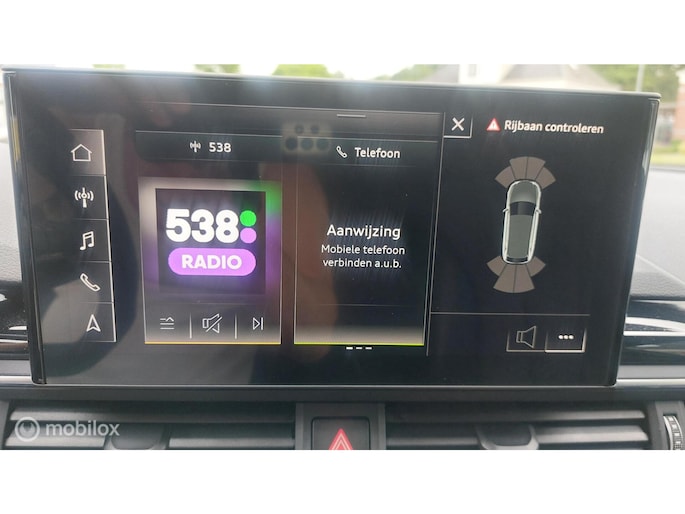 538
Telefoon
Rijbaan controleren
538
RADIO
Aanwijzing
Mobiele telefoon
verbinden a.u.b.
mobilox